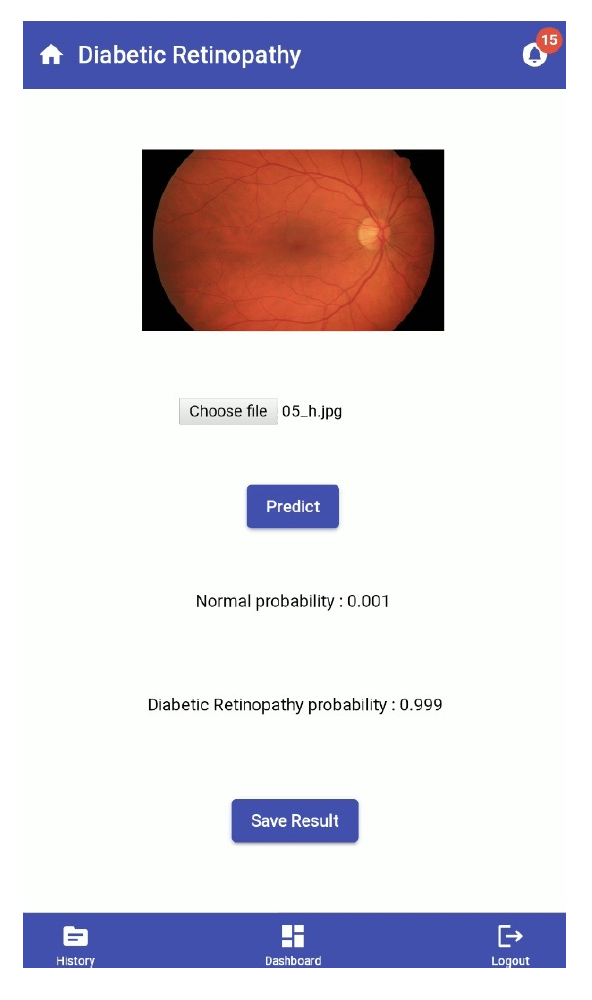 Diabetic Retinopathy
15
Choose file 05_h.jpg
Predict
Normal probability : 0.001
Diabetic Retinopathy probability : 0.999
Save Result
History
Dashboard
Logout